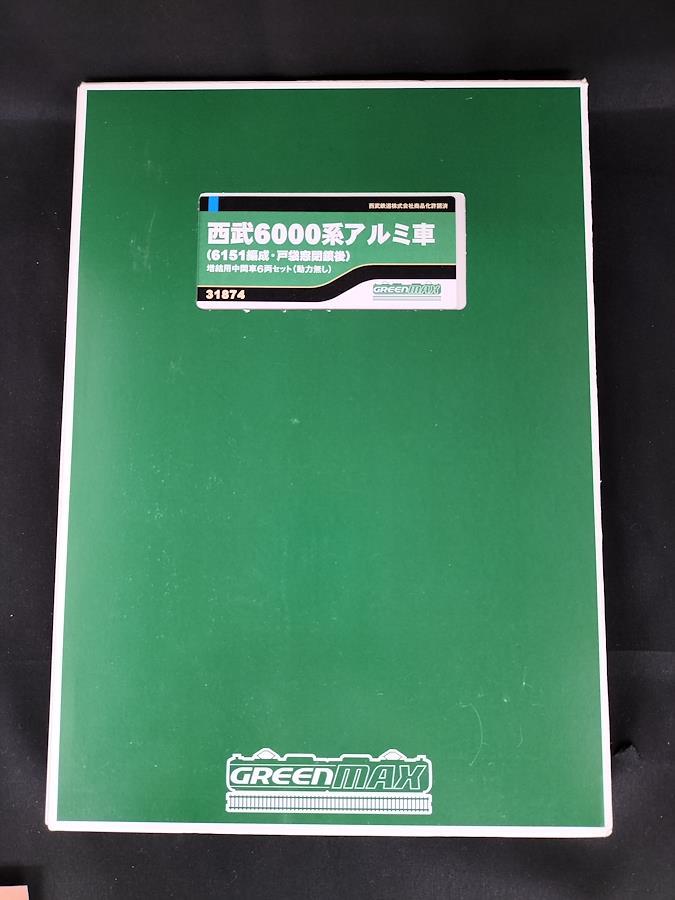 西武鉄道株式会社商品化許諾済
西武6000系アルミ車
(6151編成・戸袋窓閉鎖後)
増結用中間車6両セット(動力無し)
31874
GREENMAX
GREENMAX